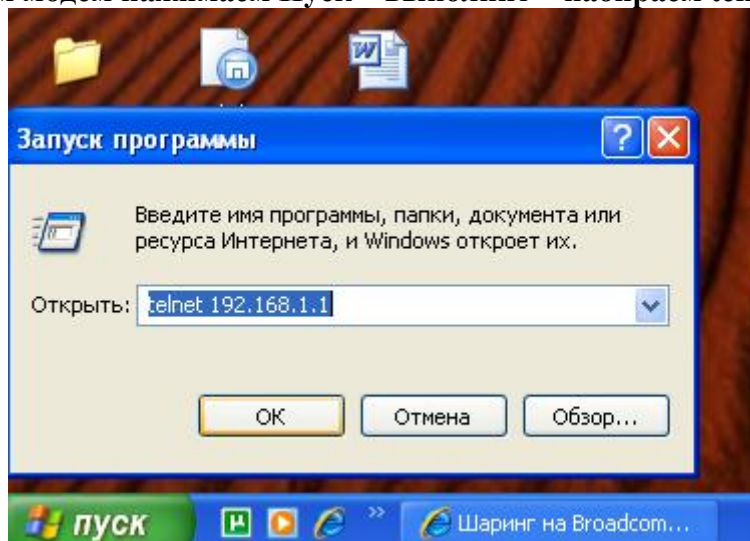 Запуск программы
Введите имя программы, папки, документа или
ресурса Интернета, и Windows откроет их.
Открыть: telnet 192.168.1.1
ОК Отмена Обзор...
пуск Шаринг на Broadcom...